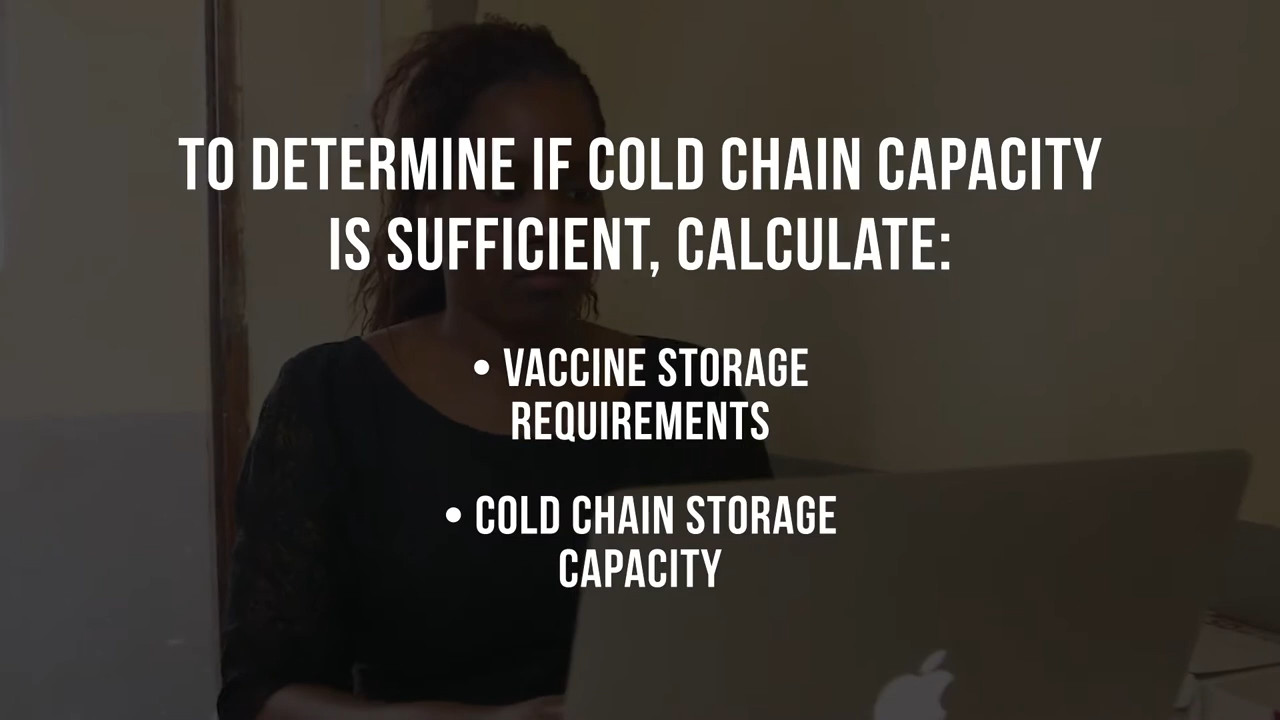 TO DETERMINE IF COLD CHAIN CAPACITY
IS SUFFICIENT, CALCULATE:
• VACCINE STORAGE
REQUIREMENTS
• COLD CHAIN STORAGE
CAPACITY